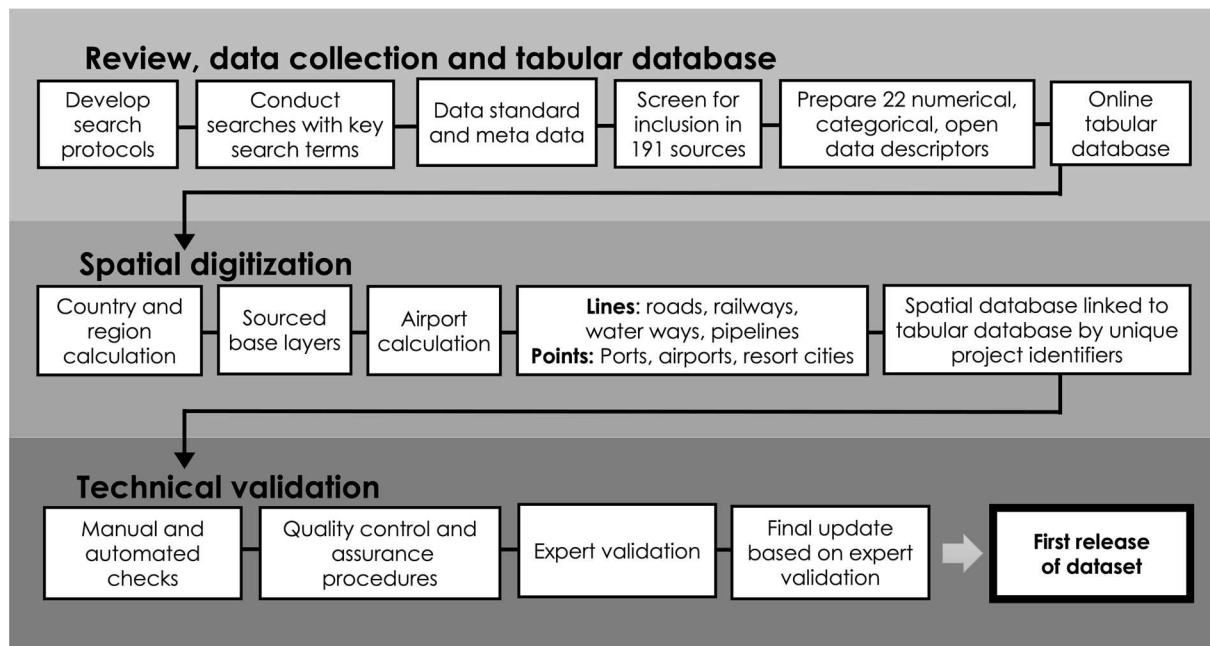 Review, data collection and tabular database
Develop
search
protocols
Conduct
searches with key
search terms
Data standard
and meta data
Screen for
inclusion in
191 sources
Prepare 22 numerical,
categorical, open
data descriptors
Online
tabular
database
Spatial digitization
Country and
region
calculation
Sourced
base layers
Airport
calculation
Lines: roads, railways,
water ways, pipelines
Points: Ports, airports, resort cities
Spatial database linked to
tabular database by unique
project identifiers
Technical validation
Manual and
automated
checks
Quality control and
assurance
procedures
Expert validation
Final update
based on expert
validation
First release
of dataset